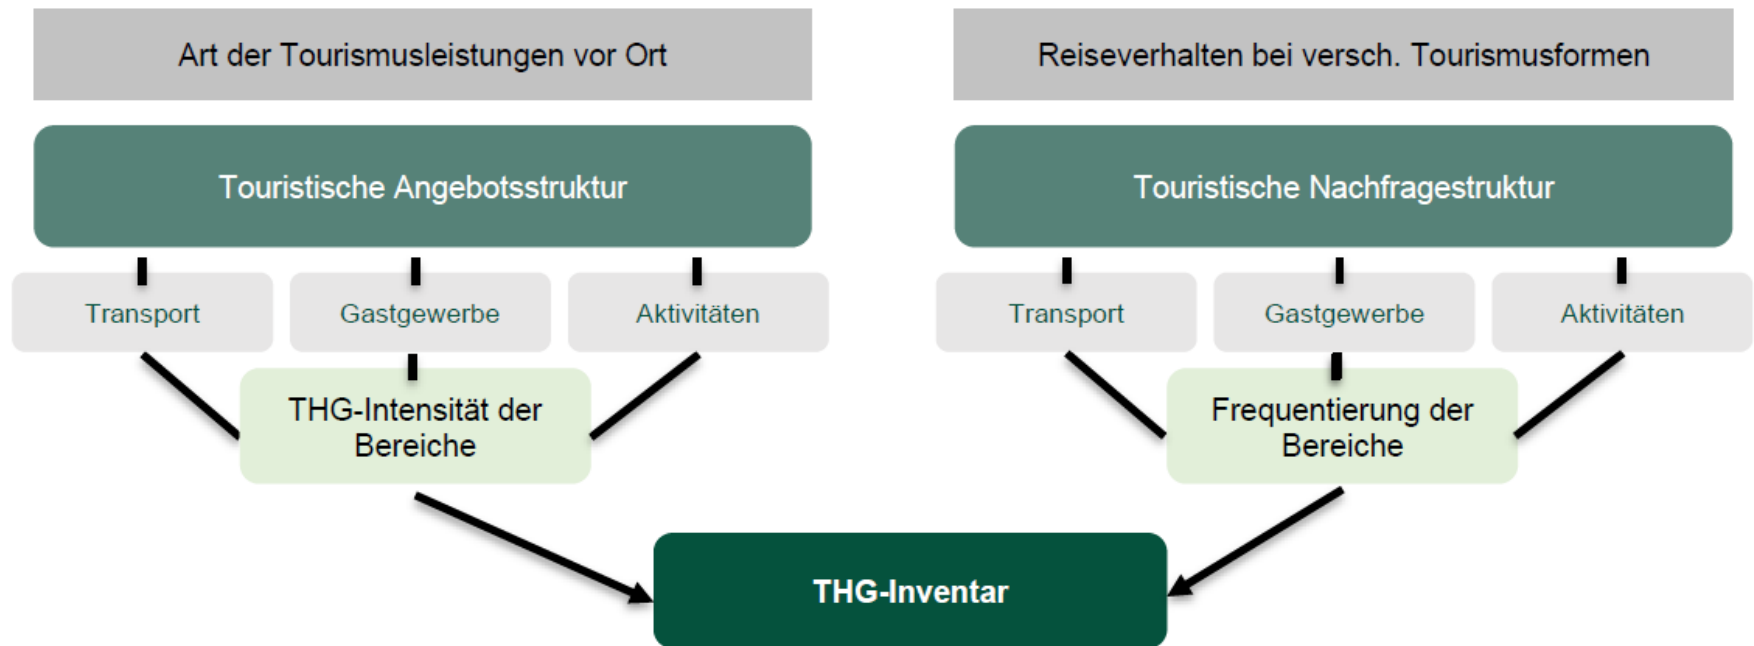 Art der Tourismusleistungen vor Ort
Reiseverhalten bei versch. Tourismusformen
Touristische Angebotsstruktur
Touristische Nachfragestruktur
Transport
Gastgewerbe
Aktivitäten
Transport
Gastgewerbe
Aktivitäten
THG-Intensität der
Bereiche
Frequentierung der
Bereiche
THG-Inventar